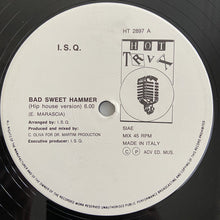 I.S.Q.
HT 2897 A
HOT
TRAX
BAD SWEET HAMMER
(Hip house version) 6.00
(E. MARASCIA)
Arranged by: I.S.Q.
Produced and mixed by:
C. OLIVA FOR DR. MARTINI PRODUCTION
Executive producer: I.S.Q.
SIAE
MIX 45 RPM
MADE IN ITALY
ACV ED. MUS.